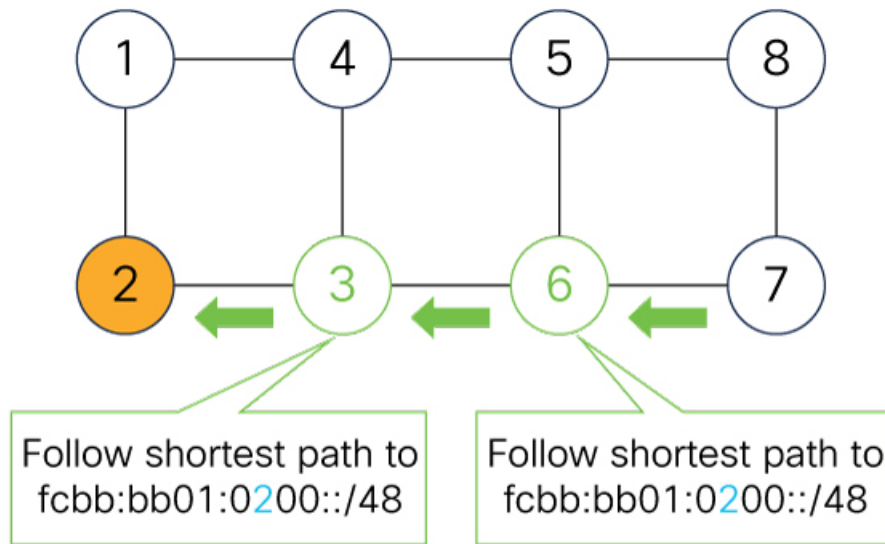 1 4 5 8
2 3 6 7
Follow shortest path to
fcbb:bb01:0200::/48
Follow shortest path to
fcbb:bb01:0200::/48